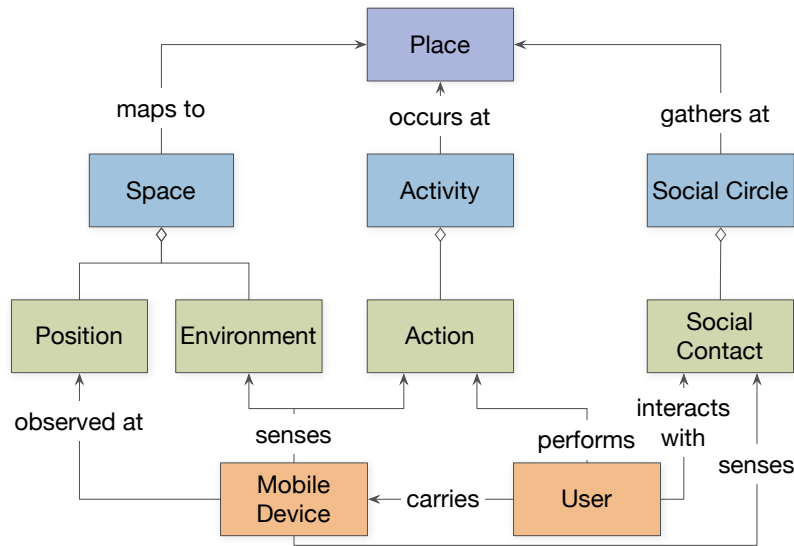 Place
maps to
occurs at
gathers at
Space
Activity
Social Circle
Position
Environment
Action
Social
Contact
observed at
senses
performs
interacts
with
senses
Mobile
Device
carries
User